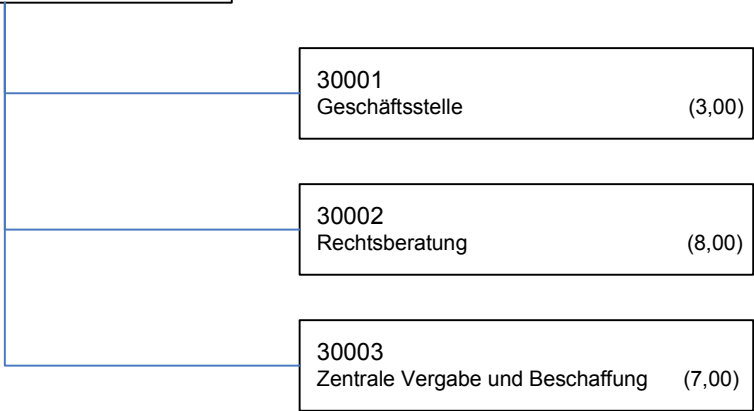 30001
Geschäftsstelle (3,00)
30002
Rechtsberatung (8,00)
30003
Zentrale Vergabe und Beschaffung (7,00)